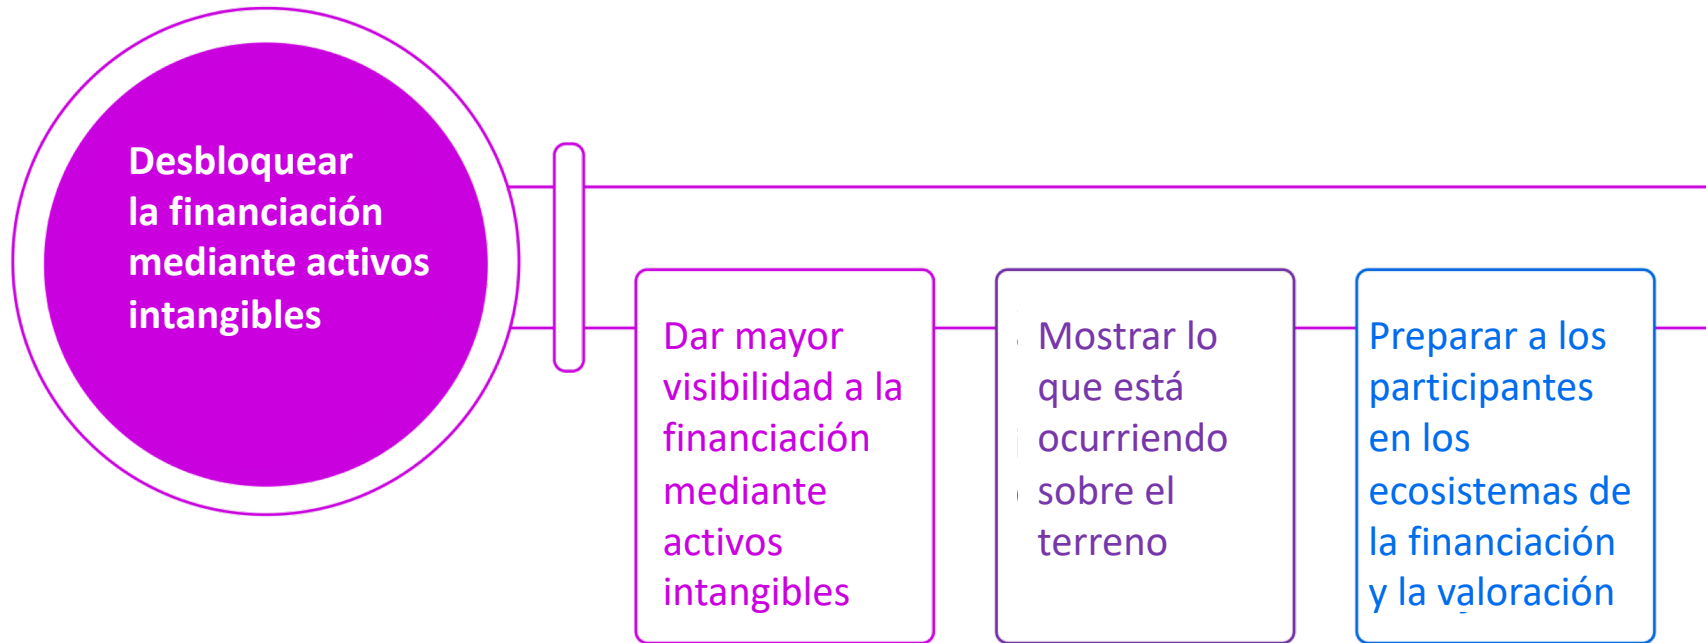 Desbloquear
la financiación
mediante activos
intangibles
Dar mayor
visibilidad a la
financiación
mediante
activos
intangibles
Mostrar lo
que está
ocurriendo
sobre el
terreno
Preparar a los
participantes
en los
ecosistemas de
la financiación
y la valoración